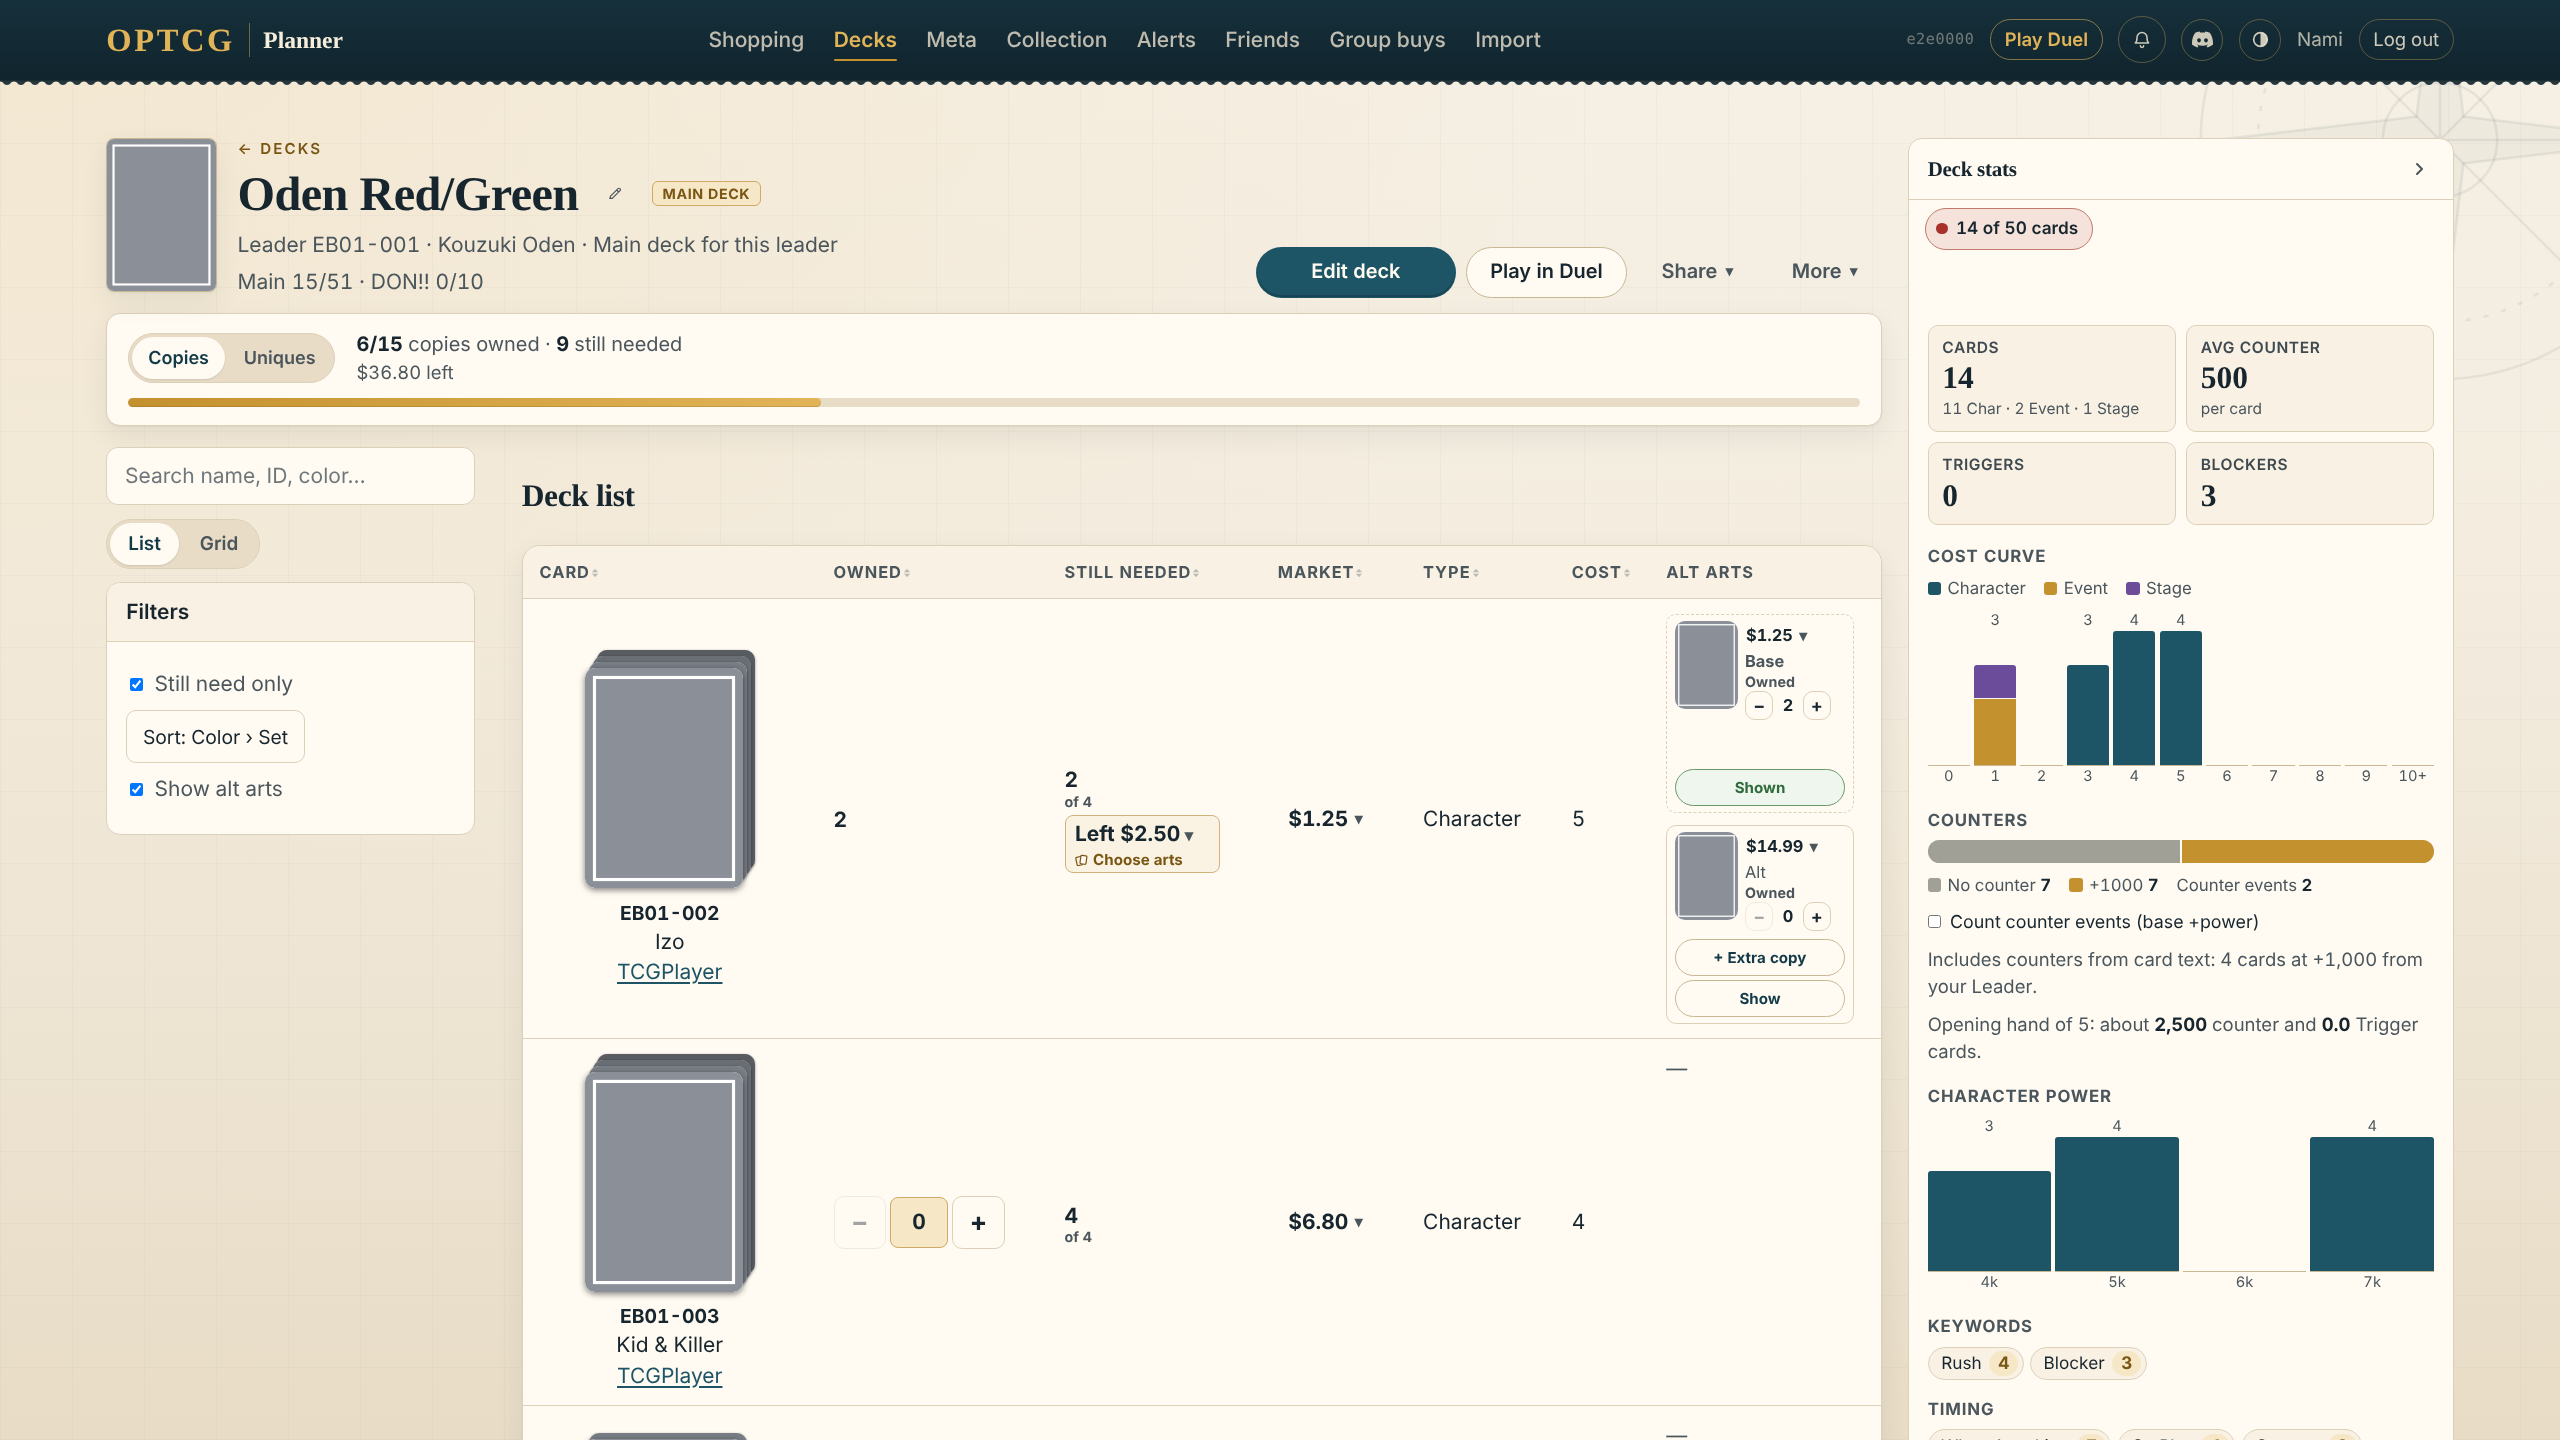 OPTCG Planner
Shopping Decks Meta Collection Alerts Friends Group buys Import
e2e0000 Play Duel Nami Log out
← DECKS
Oden Red/Green MAIN DECK
Leader EB01-001 · Kouzuki Oden · Main deck for this leader
Main 15/51 · DON!! 0/10
Edit deck Play in Duel Share ▾ More ▾
Copies Uniques
6/15 copies owned · 9 still needed
$36.80 left
Search name, ID, color…
List Grid
Filters
Still need only
Sort: Color › Set
Show alt arts
Deck list
CARD OWNED STILL NEEDED MARKET TYPE COST ALT ARTS
EB01-002
Izo
TCGPlayer
2
2
of 4
Left $2.50 ▾
Choose arts
$1.25 ▾
Character
5
$1.25 ▾
Base
Owned
− 2 +
Shown
$14.99 ▾
Alt
Owned
− 0 +
+ Extra copy
Show
EB01-003
Kid & Killer
TCGPlayer
− 0 +
4
of 4
$6.80 ▾
Character
4
—
—
Deck stats
14 of 50 cards
CARDS
14
11 Char · 2 Event · 1 Stage
AVG COUNTER
500
per card
TRIGGERS
0
BLOCKERS
3
COST CURVE
Character Event Stage
3 3 4 4
0 1 2 3 4 5 6 7 8 9 10+
COUNTERS
No counter 7 +1000 7 Counter events 2
Count counter events (base +power)
Includes counters from card text: 4 cards at +1,000 from
your Leader.
Opening hand of 5: about 2,500 counter and 0.0 Trigger
cards.
CHARACTER POWER
3 4 4
4k 5k 6k 7k
KEYWORDS
Rush 4 Blocker 3
TIMING